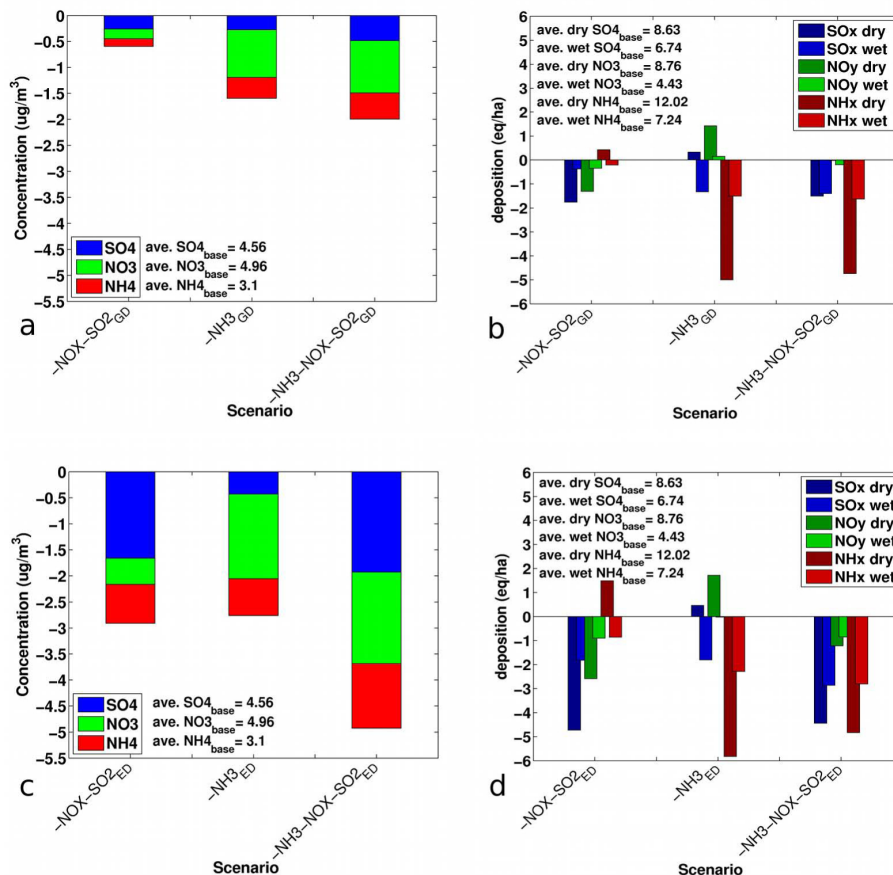 0
−0.5
−1
−1.5
−2
−2.5
−3
−3.5
−4
−4.5
−5
−5.5
Concentration (ug/m³)
SO4
NO3
NH4
ave. SO4base= 4.56
ave. NO3base= 4.96
ave. NH4base= 3.1
a
−NOX−SO2GD
−NH3GD
−NH3−NOX−SO2GD
Scenario
6
5
4
3
2
1
0
−1
−2
−3
−4
−5
−6
deposition (eq/ha)
ave. dry SO4base= 8.63
ave. wet SO4base= 6.74
ave. dry NO3base= 8.76
ave. wet NO3base= 4.43
ave. dry NH4base= 12.02
ave. wet NH4base= 7.24
SOx dry
SOx wet
NOy dry
NOy wet
NHx dry
NHx wet
b
−NOX−SO2GD
−NH3GD
−NH3−NOX−SO2GD
Scenario
0
−0.5
−1
−1.5
−2
−2.5
−3
−3.5
−4
−4.5
−5
−5.5
Concentration (ug/m³)
SO4
NO3
NH4
ave. SO4base= 4.56
ave. NO3base= 4.96
ave. NH4base= 3.1
c
−NOX−SO2ED
−NH3ED
−NH3−NOX−SO2ED
Scenario
6
5
4
3
2
1
0
−1
−2
−3
−4
−5
−6
deposition (eq/ha)
ave. dry SO4base= 8.63
ave. wet SO4base= 6.74
ave. dry NO3base= 8.76
ave. wet NO3base= 4.43
ave. dry NH4base= 12.02
ave. wet NH4base= 7.24
SOx dry
SOx wet
NOy dry
NOy wet
NHx dry
NHx wet
d
−NOX−SO2ED
−NH3ED
−NH3−NOX−SO2ED
Scenario